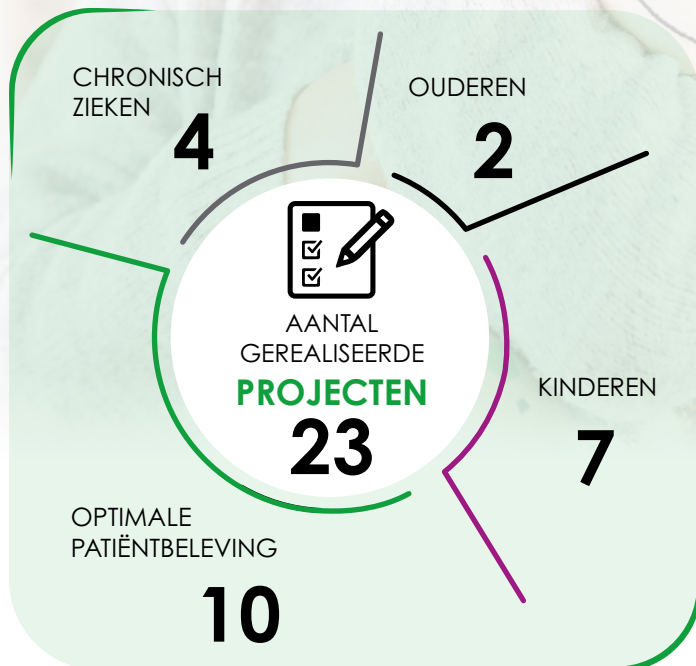 CHRONISCH
ZIEKEN
4
OUDEREN
2
AANTAL
GEREALISEERDE
PROJECTEN
23
KINDEREN
7
OPTIMALE
PATIËNTBELEVING
10